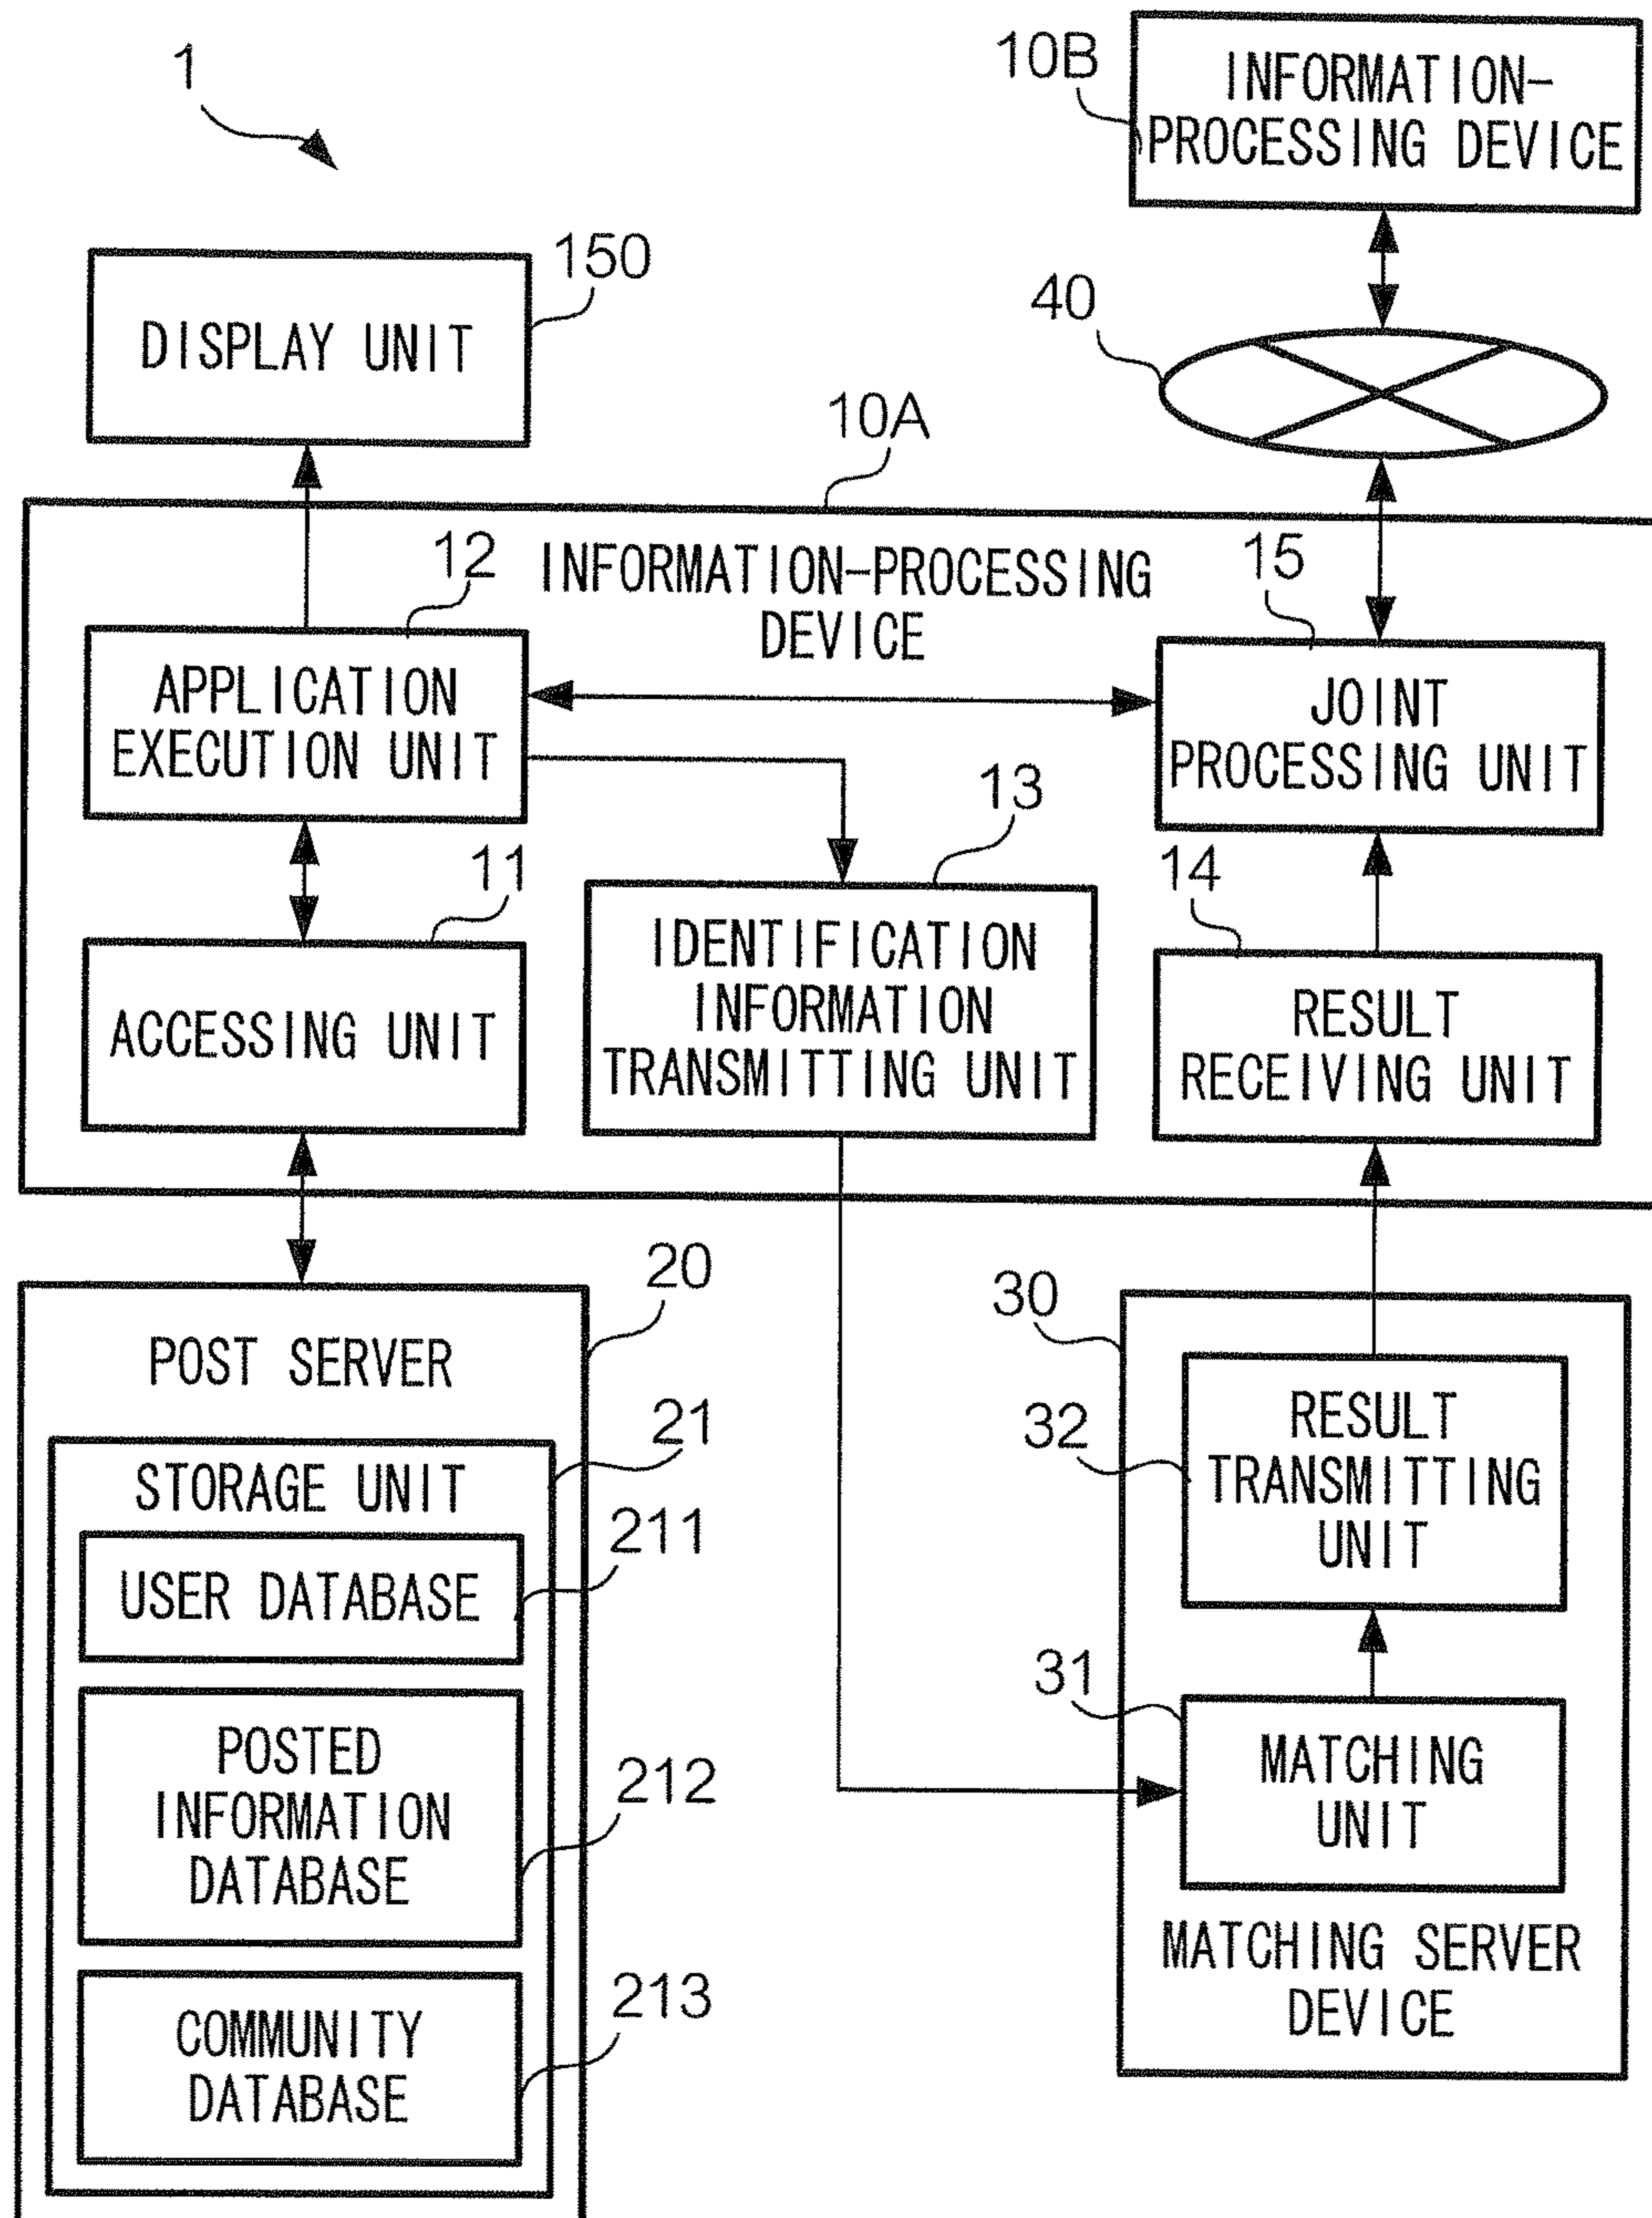 1
10B
INFORMATION-
PROCESSING DEVICE
150
DISPLAY UNIT
40
10A
12
INFORMATION-PROCESSING
DEVICE
15
APPLICATION
EXECUTION UNIT
JOINT
PROCESSING UNIT
13
11
14
IDENTIFICATION
INFORMATION
TRANSMITTING UNIT
ACCESSING UNIT
RESULT
RECEIVING UNIT
20
30
POST SERVER
21
32
RESULT
TRANSMITTING
UNIT
STORAGE UNIT
211
USER DATABASE
31
POSTED
INFORMATION
DATABASE
212
MATCHING
UNIT
MATCHING SERVER
DEVICE
213
COMMUNITY
DATABASE